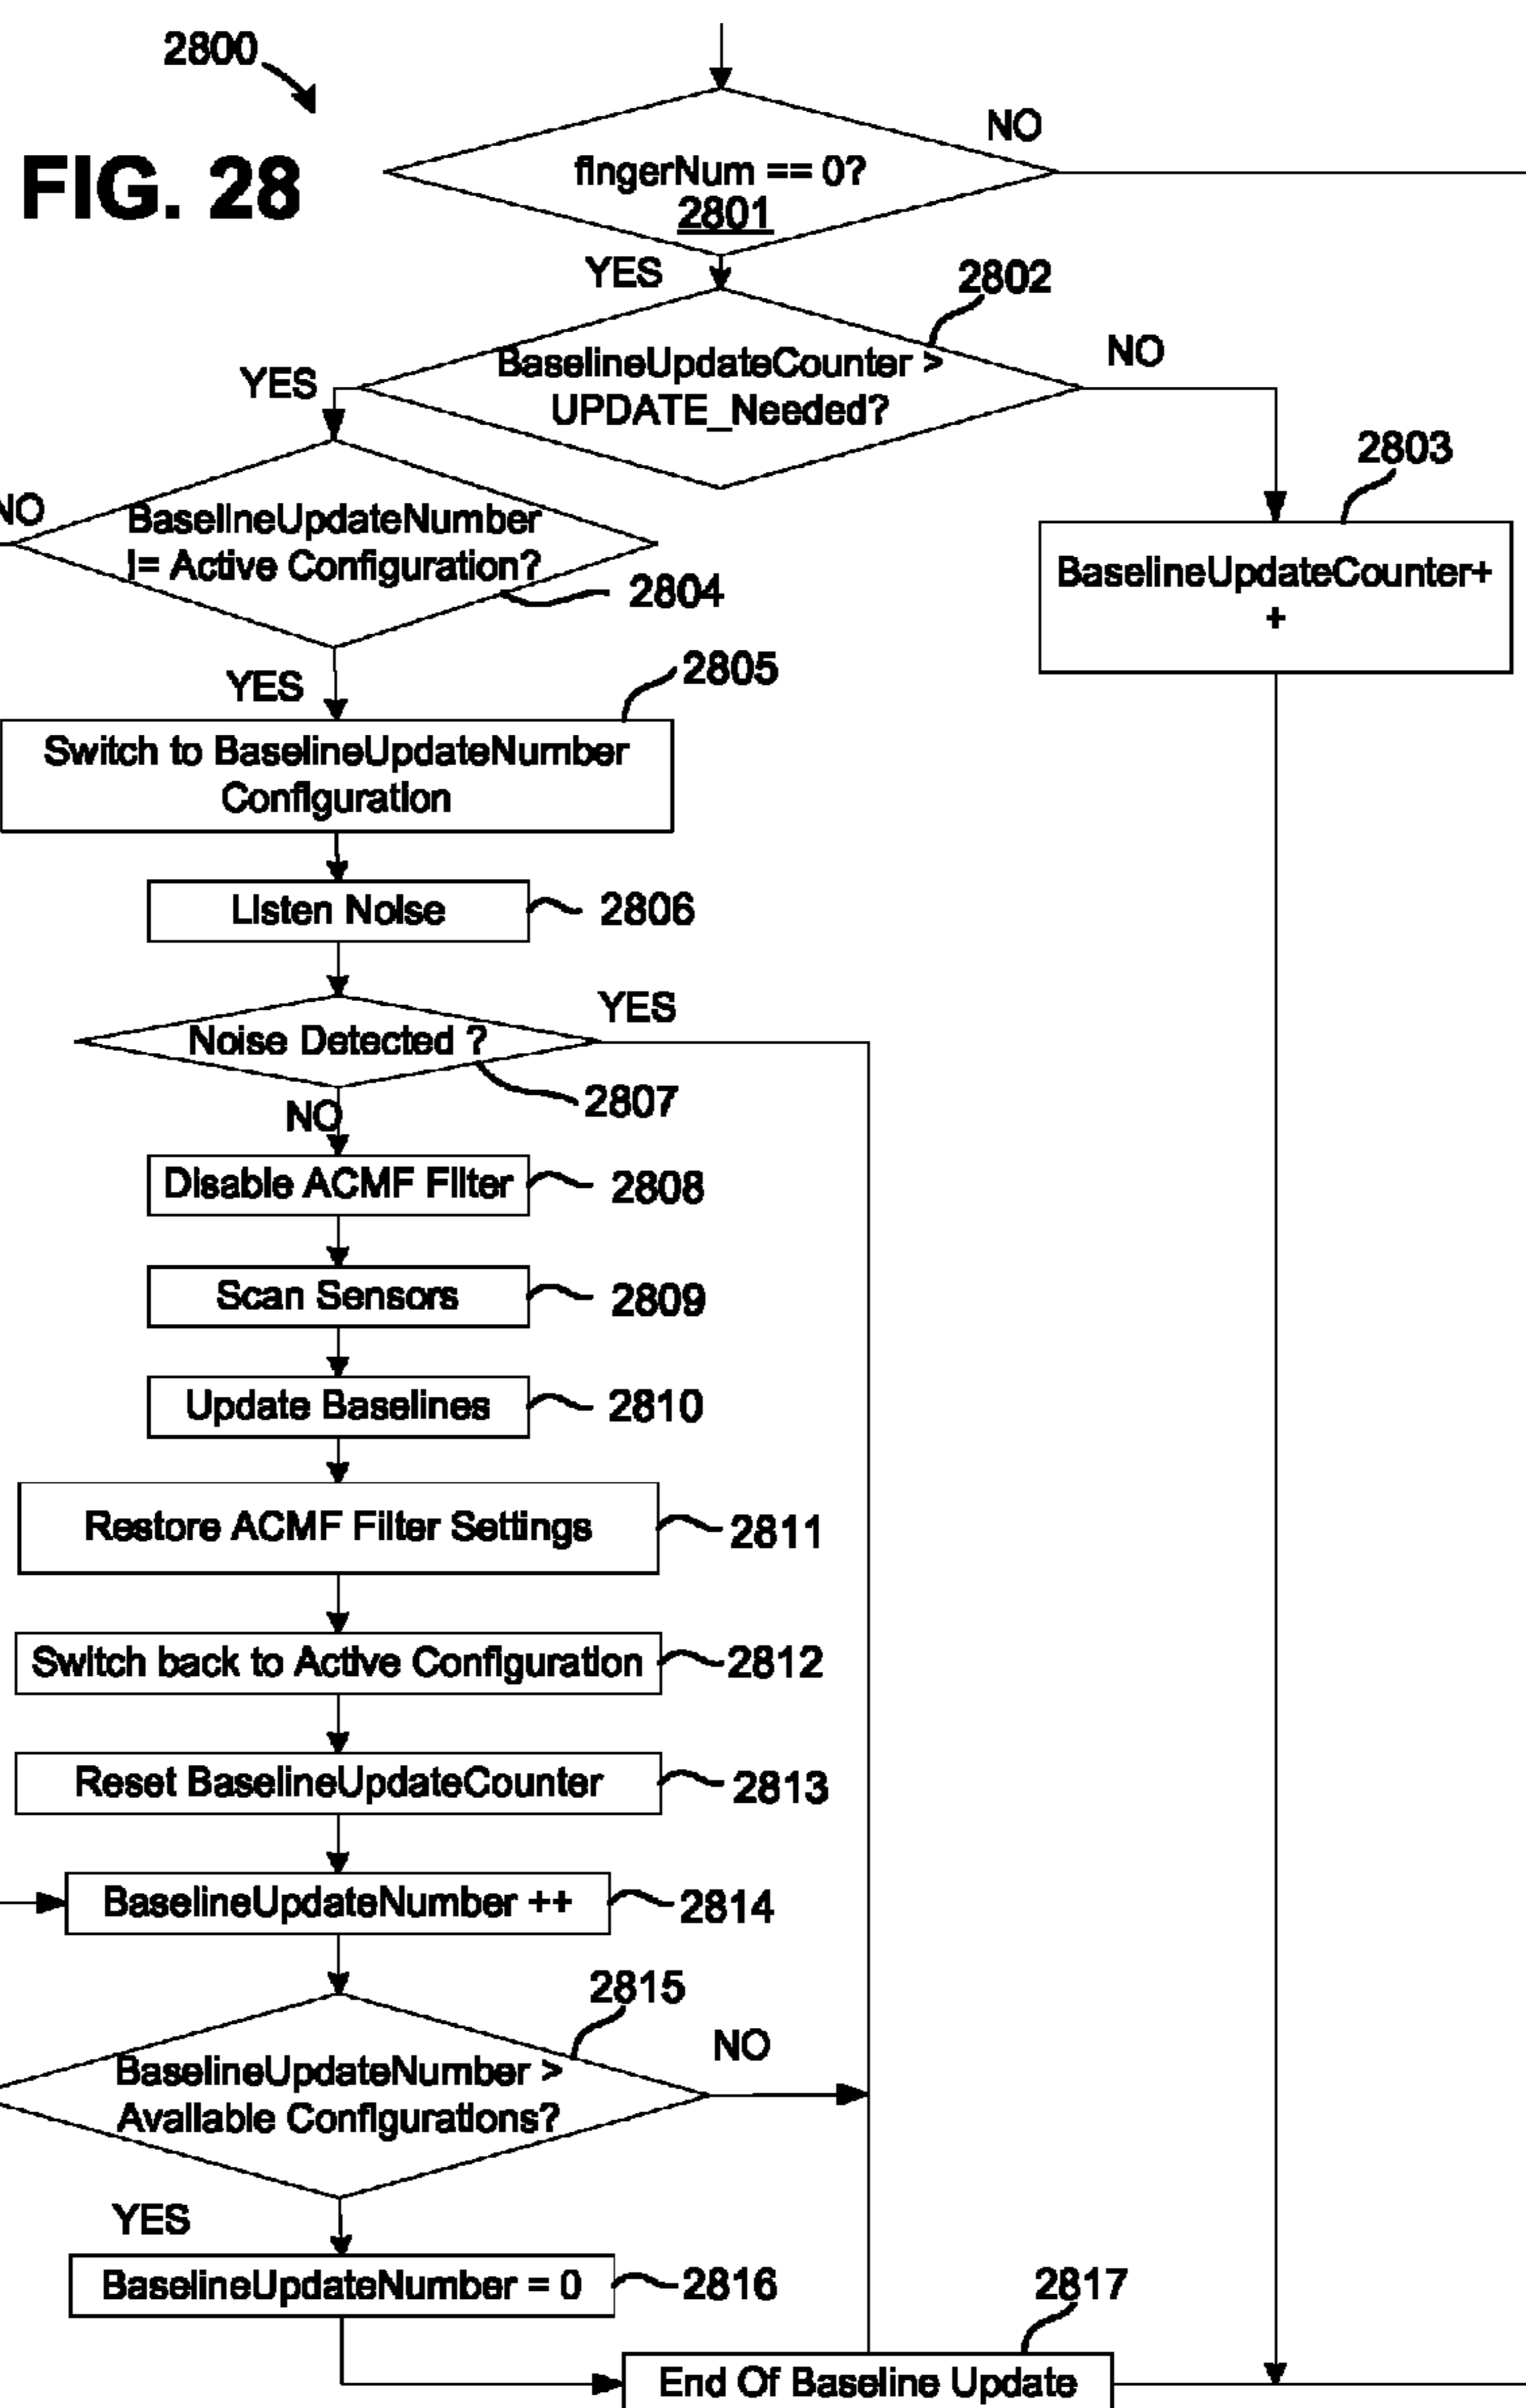 2800
FIG. 28
NO
fingerNum == 0?
2801
YES
2802
BaselineUpdateCounter >
UPDATE_Needed?
YES
NO
2803
BaselineUpdateCounter+
+
NO
BaselineUpdateNumber
!= Active Configuration?
2804
YES
2805
Switch to BaselineUpdateNumber
Configuration
Listen Noise
2806
YES
Noise Detected ?
2807
NO
Disable ACMF Filter
2808
Scan Sensors
2809
Update Baselines
2810
Restore ACMF Filter Settings
2811
Switch back to Active Configuration
2812
Reset BaselineUpdateCounter
2813
BaselineUpdateNumber ++
2814
2815
NO
BaselineUpdateNumber >
Available Configurations?
YES
BaselineUpdateNumber = 0
2816
2817
End Of Baseline Update